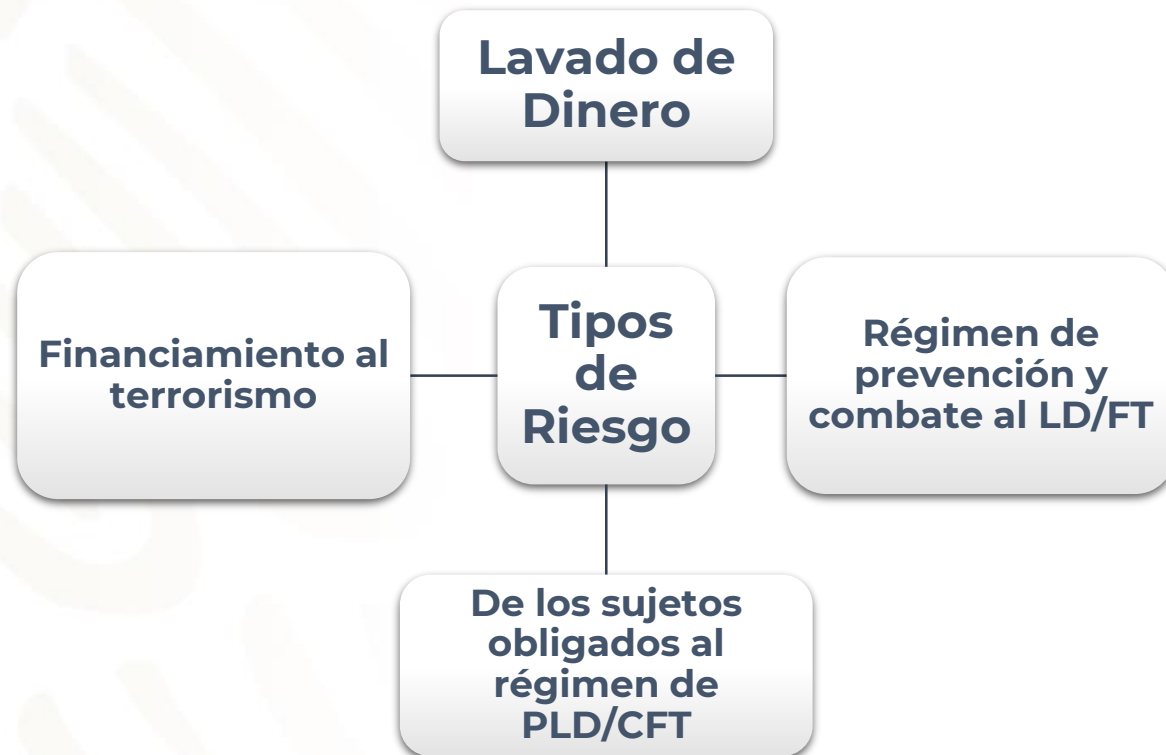 Lavado de
Dinero
Financiamiento al
terrorismo
Tipos
de
Riesgo
Régimen de
prevención y
combate al LD/FT
De los sujetos
obligados al
régimen de
PLD/CFT